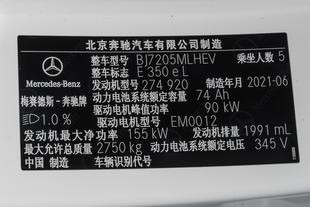 北京奔驰汽车有限公司制造
整车型号 BJ7205MLHEV 乘坐人数 5
整车型号 E 350 e L
Mercedes-Benz
发动机型号 274 920 制造年月 2021-06
梅赛德斯-奔驰牌
动力电池系统额定容量 74 Ah
驱动电机峰值功率 90 kW
1.0 %
驱动电机型号 EM0012
发动机最大净功率 155 kW 发动机排量 1991 mL
最大允许总质量 2750 kg 动力电池系统额定电压 345 V
中国 制造 车辆识别代号